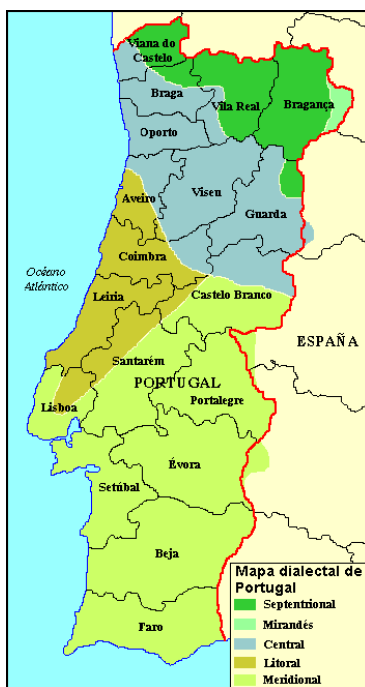 Viana do
Castelo
Braga
Vila Real
Bragança
Oporto
Aveiro
Viseu
Guarda
Coimbra
Océano
Atlántico
Leiria
Castelo Branco
ESPAÑA
Santarém
PORTUGAL
Lisboa
Portalegre
Évora
Setúbal
Beja
Faro
Mapa dialectal de
Portugal
Septentrional
Mirandés
Central
Litoral
Meridional